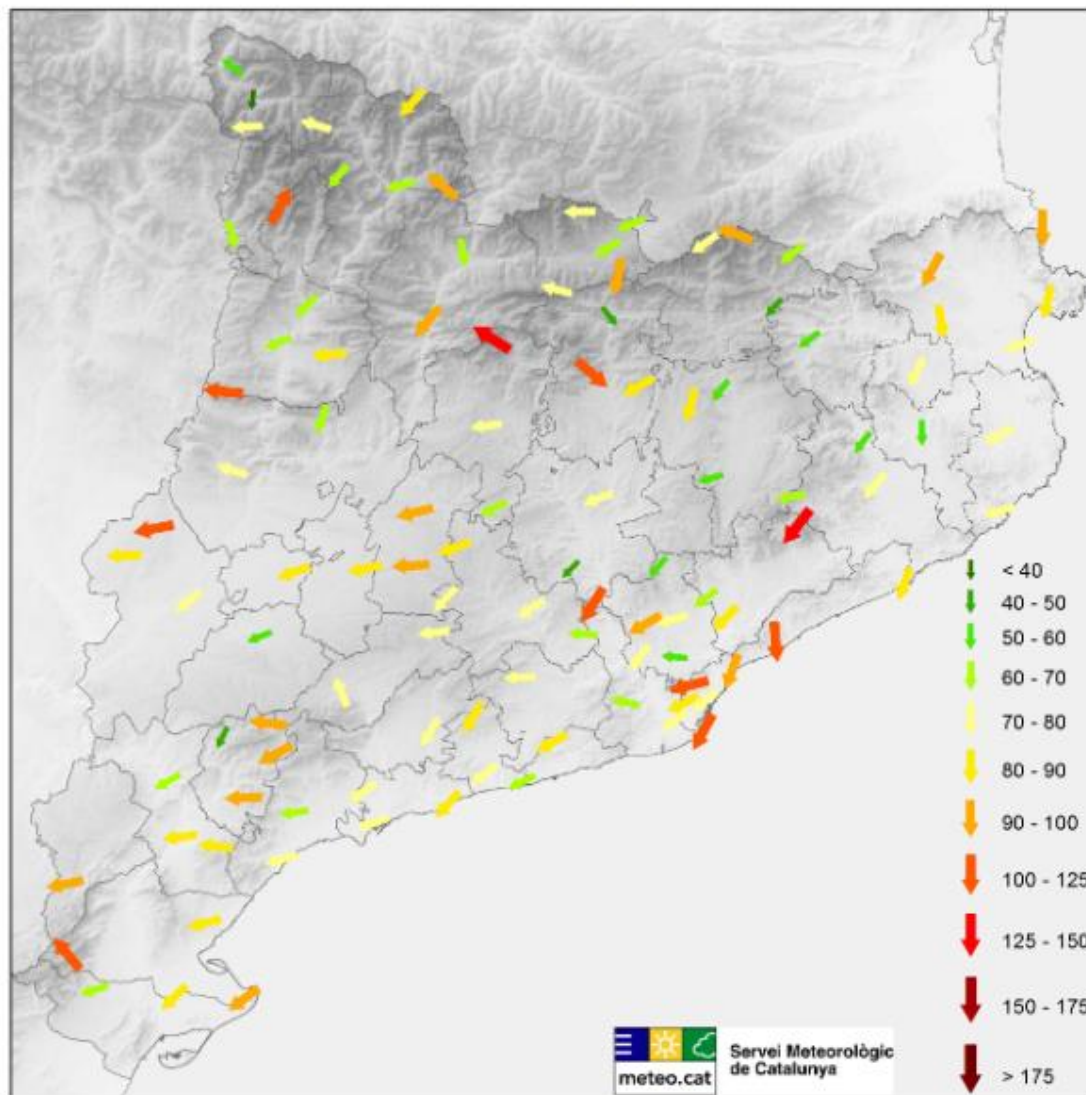 < 40
40 - 50
50 - 60
60 - 70
70 - 80
80 - 90
90 - 100
100 - 125
125 - 150
150 - 175
> 175
meteo.cat
Servei Meteorològic
de Catalunya